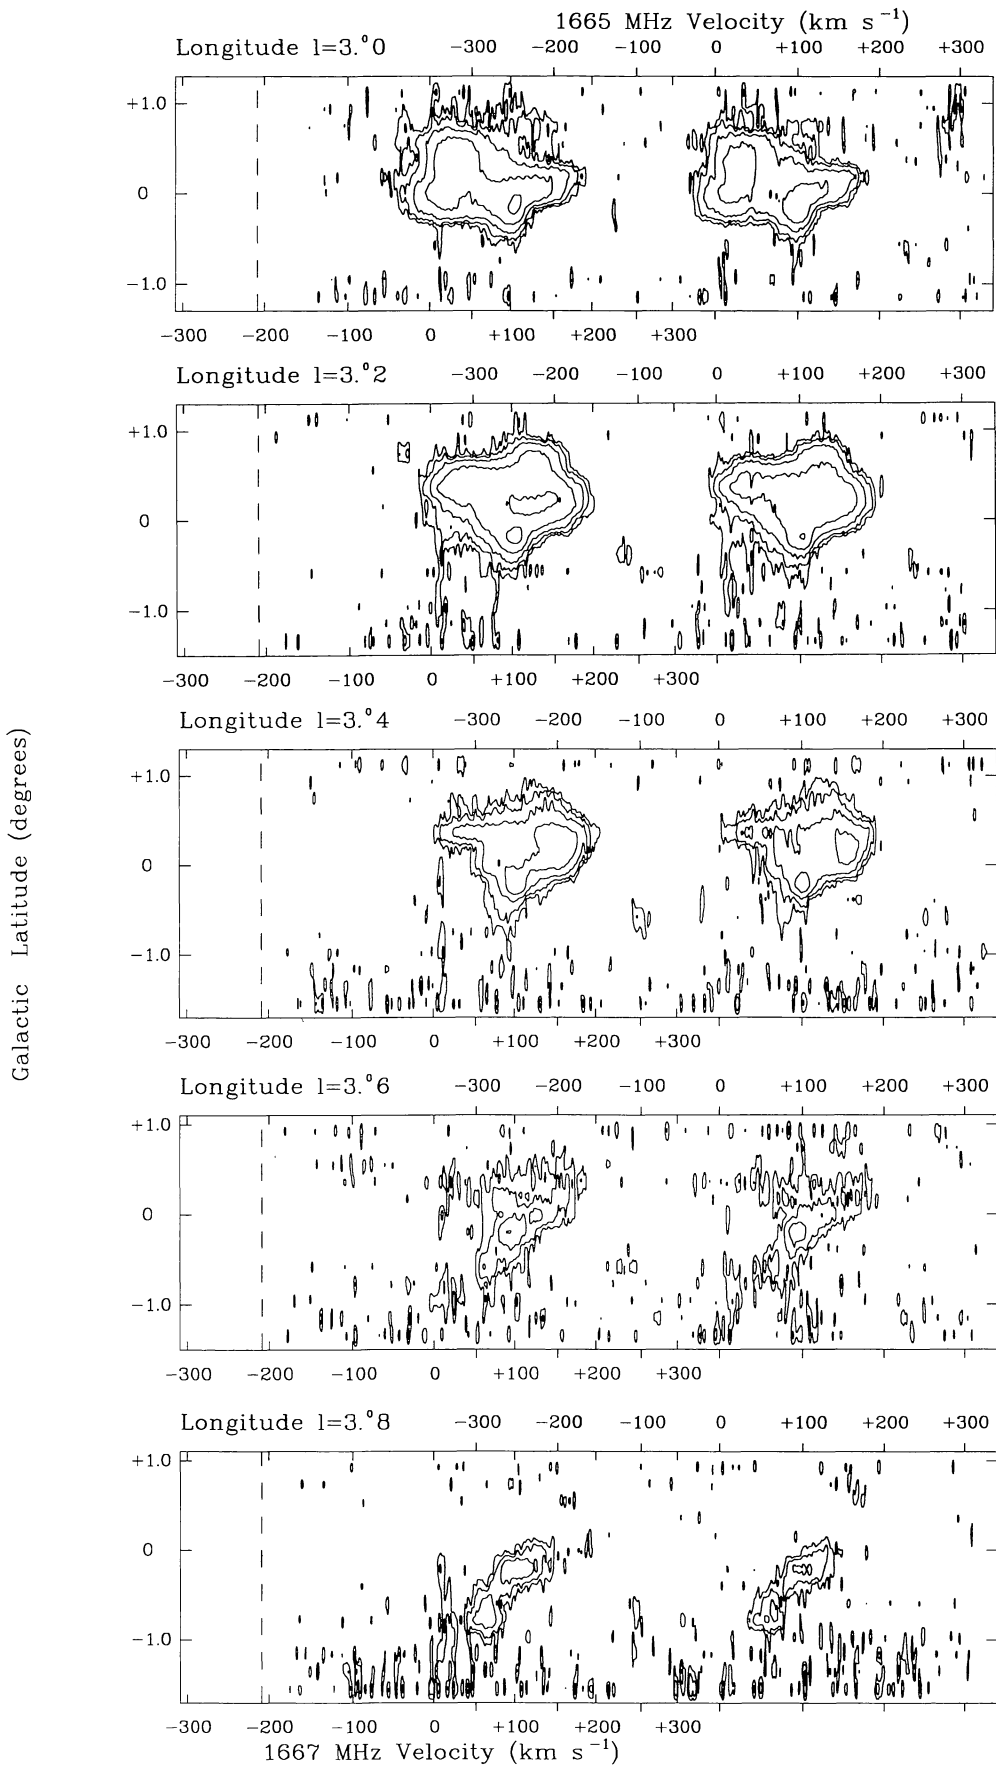 1665 MHz Velocity (km s⁻¹)
Longitude l=3.°0
-300 -200 -100 0 +100 +200 +300
+1.0
0
-1.0
-300 -200 -100 0 +100 +200 +300
Longitude l=3.°2
-300 -200 -100 0 +100 +200 +300
+1.0
0
-1.0
-300 -200 -100 0 +100 +200 +300
Longitude l=3.°4
-300 -200 -100 0 +100 +200 +300
+1.0
0
-1.0
-300 -200 -100 0 +100 +200 +300
Longitude l=3.°6
-300 -200 -100 0 +100 +200 +300
+1.0
0
-1.0
-300 -200 -100 0 +100 +200 +300
Longitude l=3.°8
-300 -200 -100 0 +100 +200 +300
+1.0
0
-1.0
-300 -200 -100 0 +100 +200 +300
1667 MHz Velocity (km s⁻¹)
Galactic Latitude (degrees)